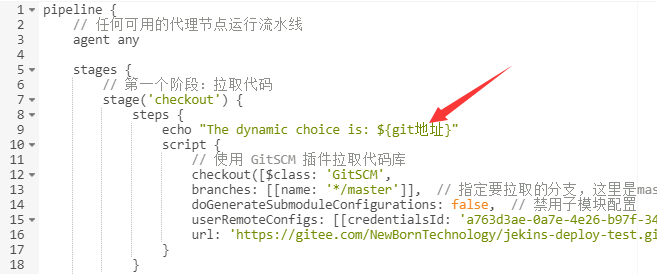 1 pipeline {
2 // 任何可用的代理节点运行流水线
3 agent any
4
5 stages {
6 // 第一个阶段：拉取代码
7 stage('checkout') {
8 steps {
9 echo "The dynamic choice is: ${git地址}"
10 script {
11 // 使用 GitSCM 插件拉取代码库
12 checkout([$class: 'GitSCM',
13 branches: [[name: '*/master']], // 指定要拉取的分支，这里是mas
14 doGenerateSubmoduleConfigurations: false, // 禁用子模块配置
15 userRemoteConfigs: [[credentialsId: 'a763d3ae-0a7e-4e26-b97f-34
16 url: 'https://gitee.com/NewBornTechnology/jekins-deploy-test.gi
17 }
18 }